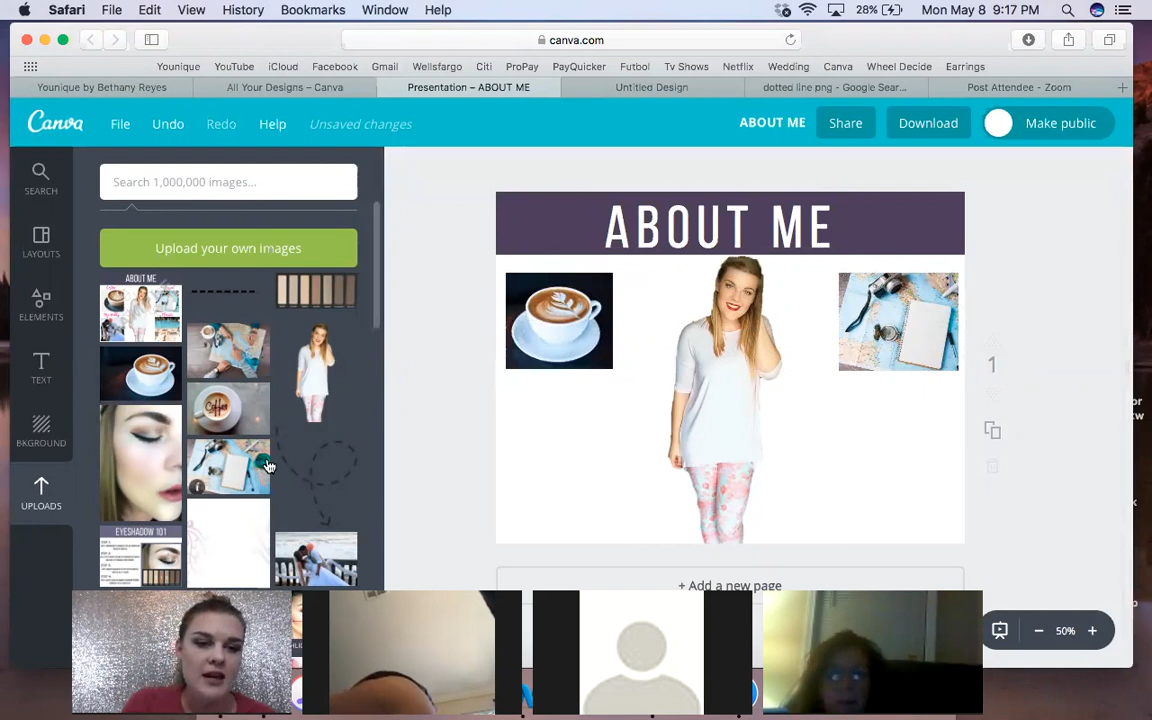 Safari File Edit View History Bookmarks Window Help 28% Mon May 8 9:17 PM
canva.com
Younique YouTube iCloud Facebook Gmail Wellsfargo Citi ProPay PayQuicker Futbol Tv Shows Netflix Wedding Canva Wheel Decide Earrings
Younique by Bethany Reyes All Your Designs – Canva Presentation – ABOUT ME Untitled Design dotted line png - Google Sear... Post Attendee - Zoom
Canva File Undo Redo Help Unsaved changes ABOUT ME Share Download Make public
SEARCH
LAYOUTS
ELEMENTS
TEXT
BKGROUND
UPLOADS
Search 1,000,000 images...
Upload your own images
ABOUT ME
COFFEE
EYESHADOW 101
ABOUT ME
1
+ Add a new page
50%